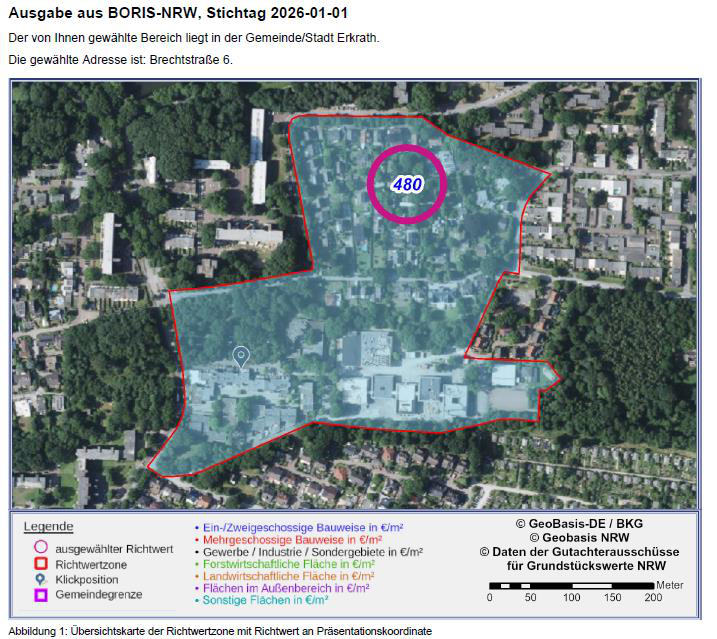 Ausgabe aus BORIS-NRW, Stichtag 2026-01-01
Der von Ihnen gewählte Bereich liegt in der Gemeinde/Stadt Erkrath.
Die gewählte Adresse ist: Brechtstraße 6.
480
Legende
ausgewählter Richtwert
Richtwertzone
Klickposition
Gemeindegrenze
• Ein-/Zweigeschossige Bauweise in €/m²
• Mehrgeschossige Bauweise in €/m²
• Gewerbe / Industrie / Sondergebiete in €/m²
• Forstwirtschaftliche Fläche in €/m²
• Landwirtschaftliche Fläche in €/m²
• Flächen im Außenbereich in €/m²
• Sonstige Flächen in €/m²
© GeoBasis-DE / BKG
© Geobasis NRW
© Daten der Gutachterausschüsse
für Grundstückswerte NRW
Meter
0 50 100 150 200
Abbildung 1: Übersichtskarte der Richtwertzone mit Richtwert an Präsentationskoordinate